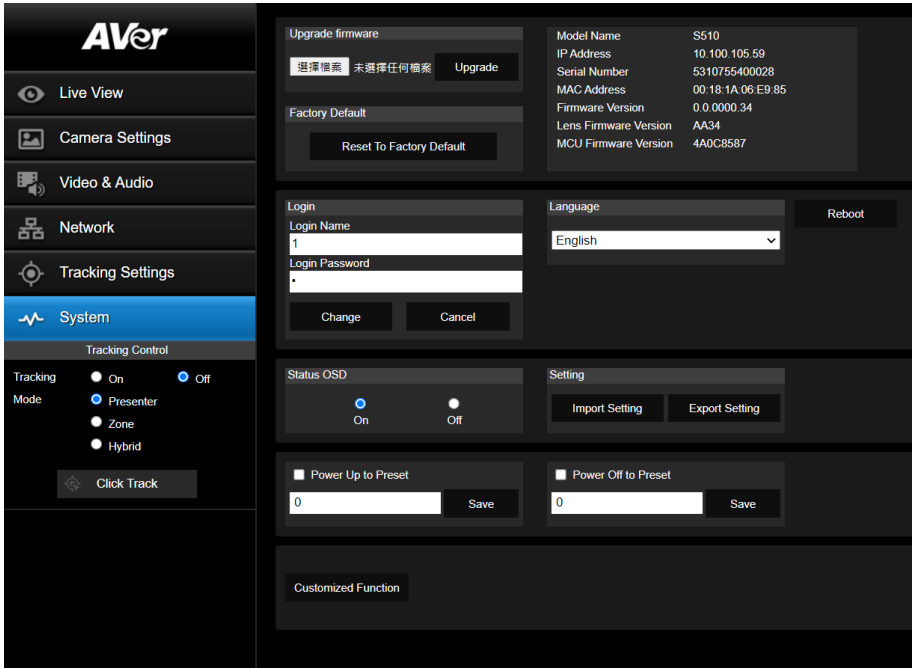 AVer
Live View
Camera Settings
Video & Audio
Network
Tracking Settings
System
Tracking Control
Tracking On Off
Mode Presenter
Zone
Hybrid
Click Track
Upgrade firmware
選擇檔案 未選擇任何檔案 Upgrade
Factory Default
Reset To Factory Default
Model Name S510
IP Address 10.100.105.59
Serial Number 5310755400028
MAC Address 00:18:1A:06:E9:85
Firmware Version 0.0.0000.34
Lens Firmware Version AA34
MCU Firmware Version 4A0C8587
Login
Login Name
1
Login Password
•
Change Cancel
Language
English
Reboot
Status OSD
On Off
Setting
Import Setting Export Setting
Power Up to Preset
0 Save
Power Off to Preset
0 Save
Customized Function